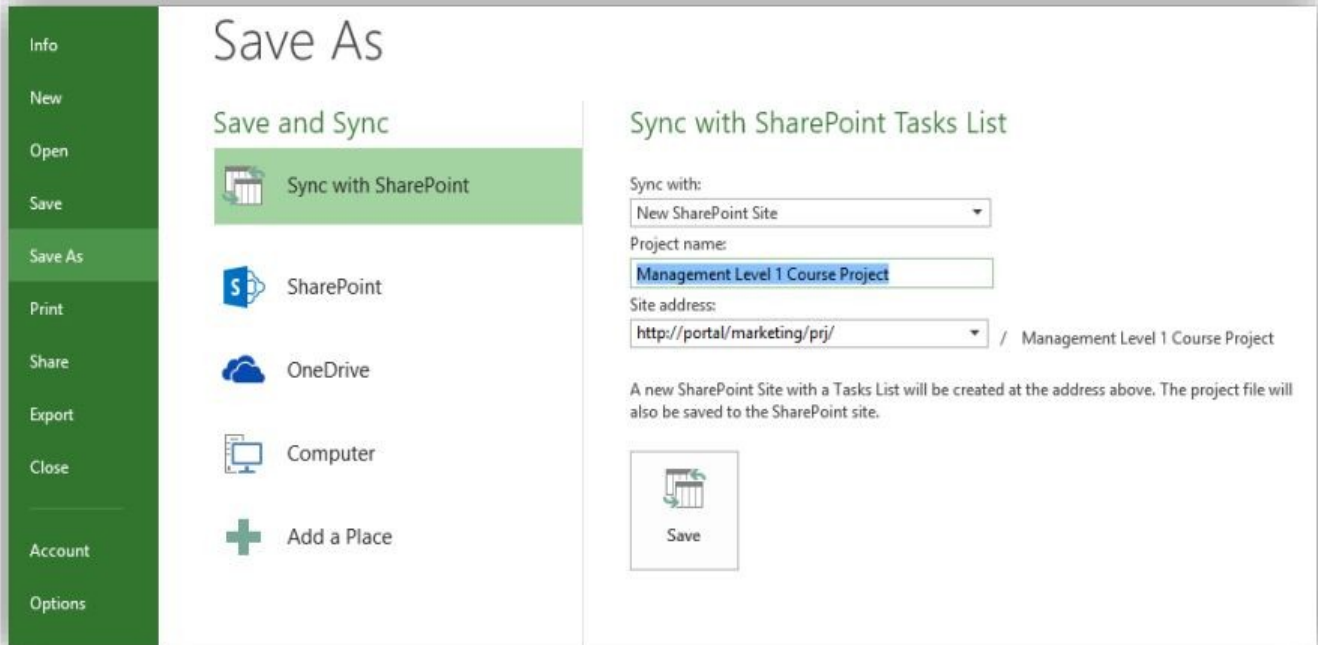 Info
New
Open
Save
Save As
Print
Share
Export
Close
Account
Options
Save As
Save and Sync
Sync with SharePoint
S
SharePoint
OneDrive
Computer
Add a Place
Sync with SharePoint Tasks List
Sync with:
New SharePoint Site
Project name:
Management Level 1 Course Project
Site address:
http://portal/marketing/prj/ / Management Level 1 Course Project
A new SharePoint Site with a Tasks List will be created at the address above. The project file will
also be saved to the SharePoint site.
Save